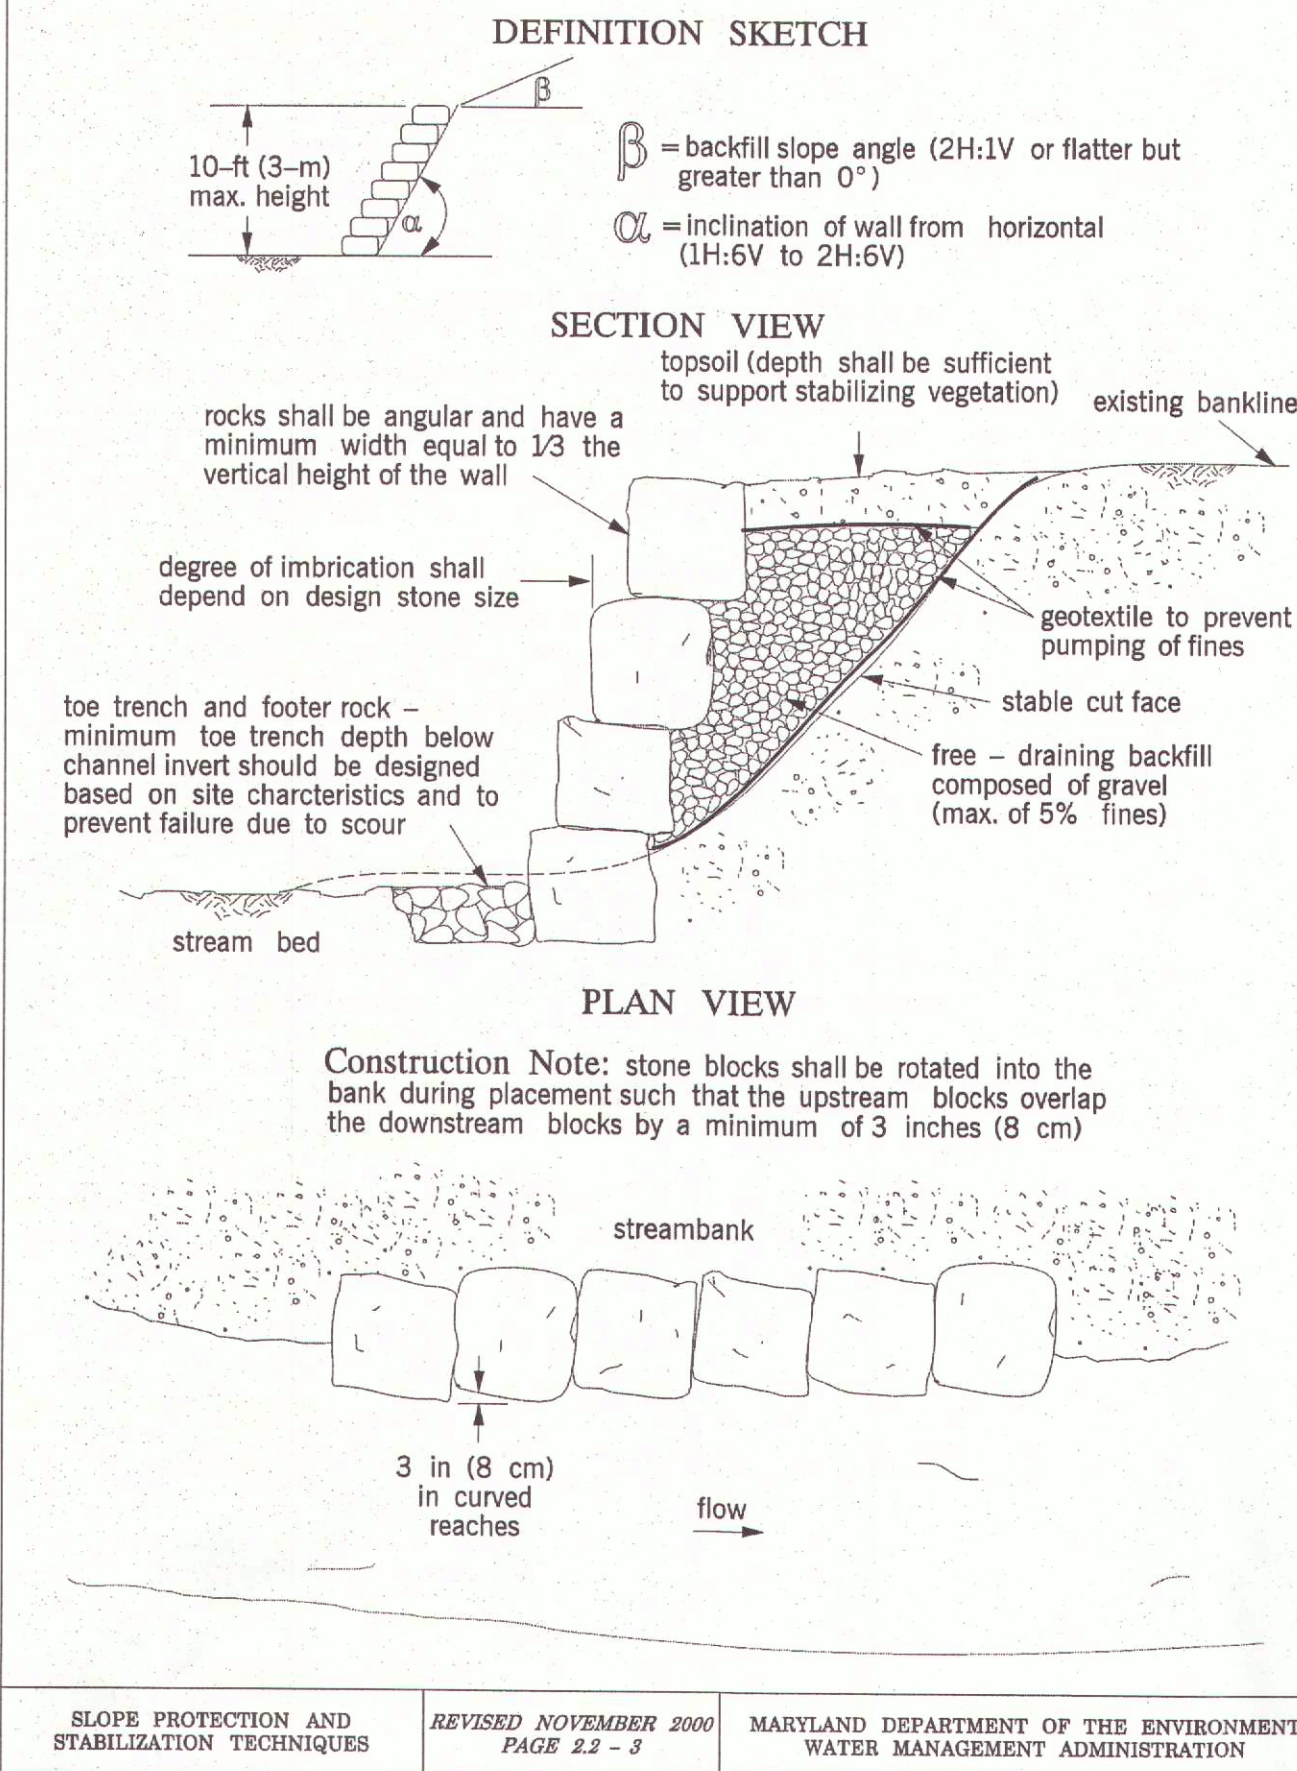 DEFINITION SKETCH
β
10-ft (3-m)
max. height
α
β = backfill slope angle (2H:1V or flatter but
greater than 0°)
α = inclination of wall from horizontal
(1H:6V to 2H:6V)
SECTION VIEW
topsoil (depth shall be sufficient
to support stabilizing vegetation)
existing bankline
rocks shall be angular and have a
minimum width equal to 1/3 the
vertical height of the wall
degree of imbrication shall
depend on design stone size
geotextile to prevent
pumping of fines
stable cut face
toe trench and footer rock -
minimum toe trench depth below
channel invert should be designed
based on site charcteristics and to
prevent failure due to scour
free - draining backfill
composed of gravel
(max. of 5% fines)
stream bed
PLAN VIEW
Construction Note: stone blocks shall be rotated into the
bank during placement such that the upstream blocks overlap
the downstream blocks by a minimum of 3 inches (8 cm)
streambank
3 in (8 cm)
in curved
reaches
flow
SLOPE PROTECTION AND
STABILIZATION TECHNIQUES
REVISED NOVEMBER 2000
PAGE 2.2 - 3
MARYLAND DEPARTMENT OF THE ENVIRONMENT
WATER MANAGEMENT ADMINISTRATION